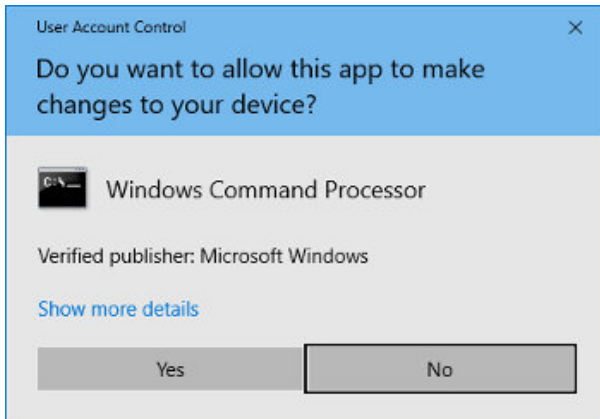 User Account Control
Do you want to allow this app to make
changes to your device?
C:\_
Windows Command Processor
Verified publisher: Microsoft Windows
Show more details
Yes
No